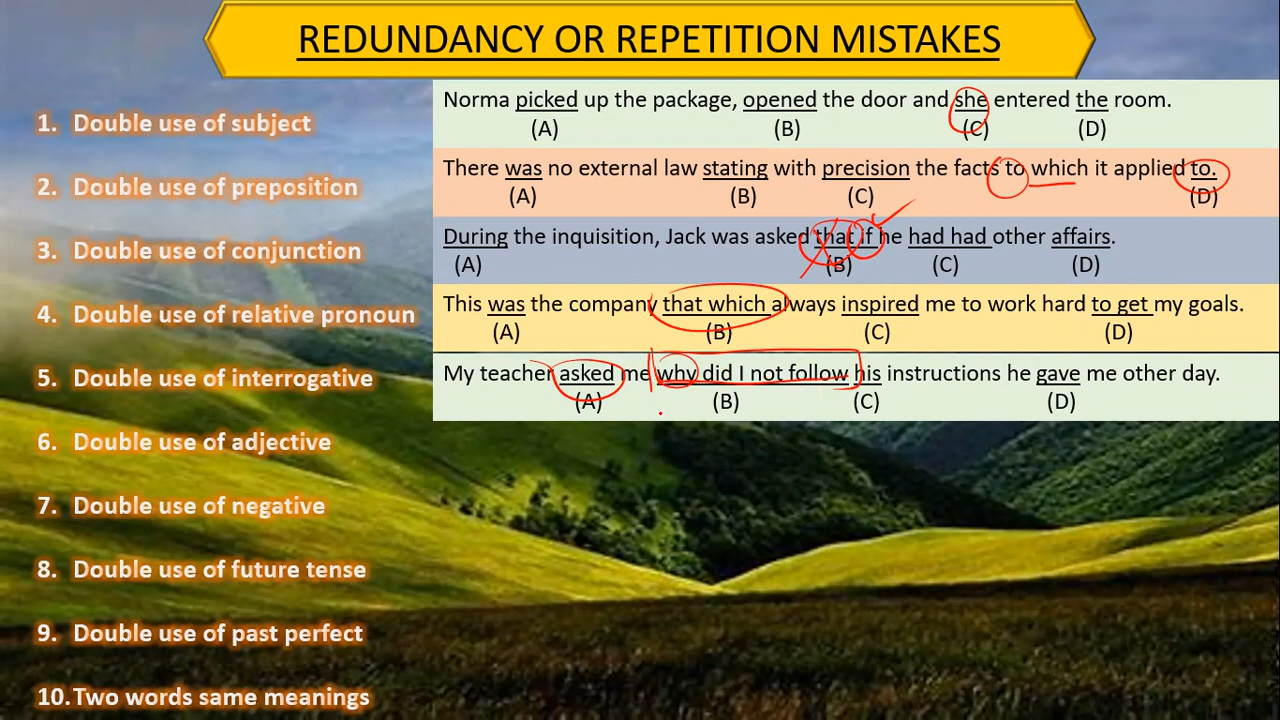 REDUNDANCY OR REPETITION MISTAKES
1. Double use of subject
2. Double use of preposition
3. Double use of conjunction
4. Double use of relative pronoun
5. Double use of interrogative
6. Double use of adjective
7. Double use of negative
8. Double use of future tense
9. Double use of past perfect
10. Two words same meanings
Norma picked up the package, opened the door and she entered the room.
(A) (B) (C) (D)
There was no external law stating with precision the facts to which it applied to.
(A) (B) (C) (D)
During the inquisition, Jack was asked that if he had had other affairs.
(A) (B) (C) (D)
This was the company that which always inspired me to work hard to get my goals.
(A) (B) (C) (D)
My teacher asked me why did I not follow his instructions he gave me other day.
(A) (B) (C) (D)